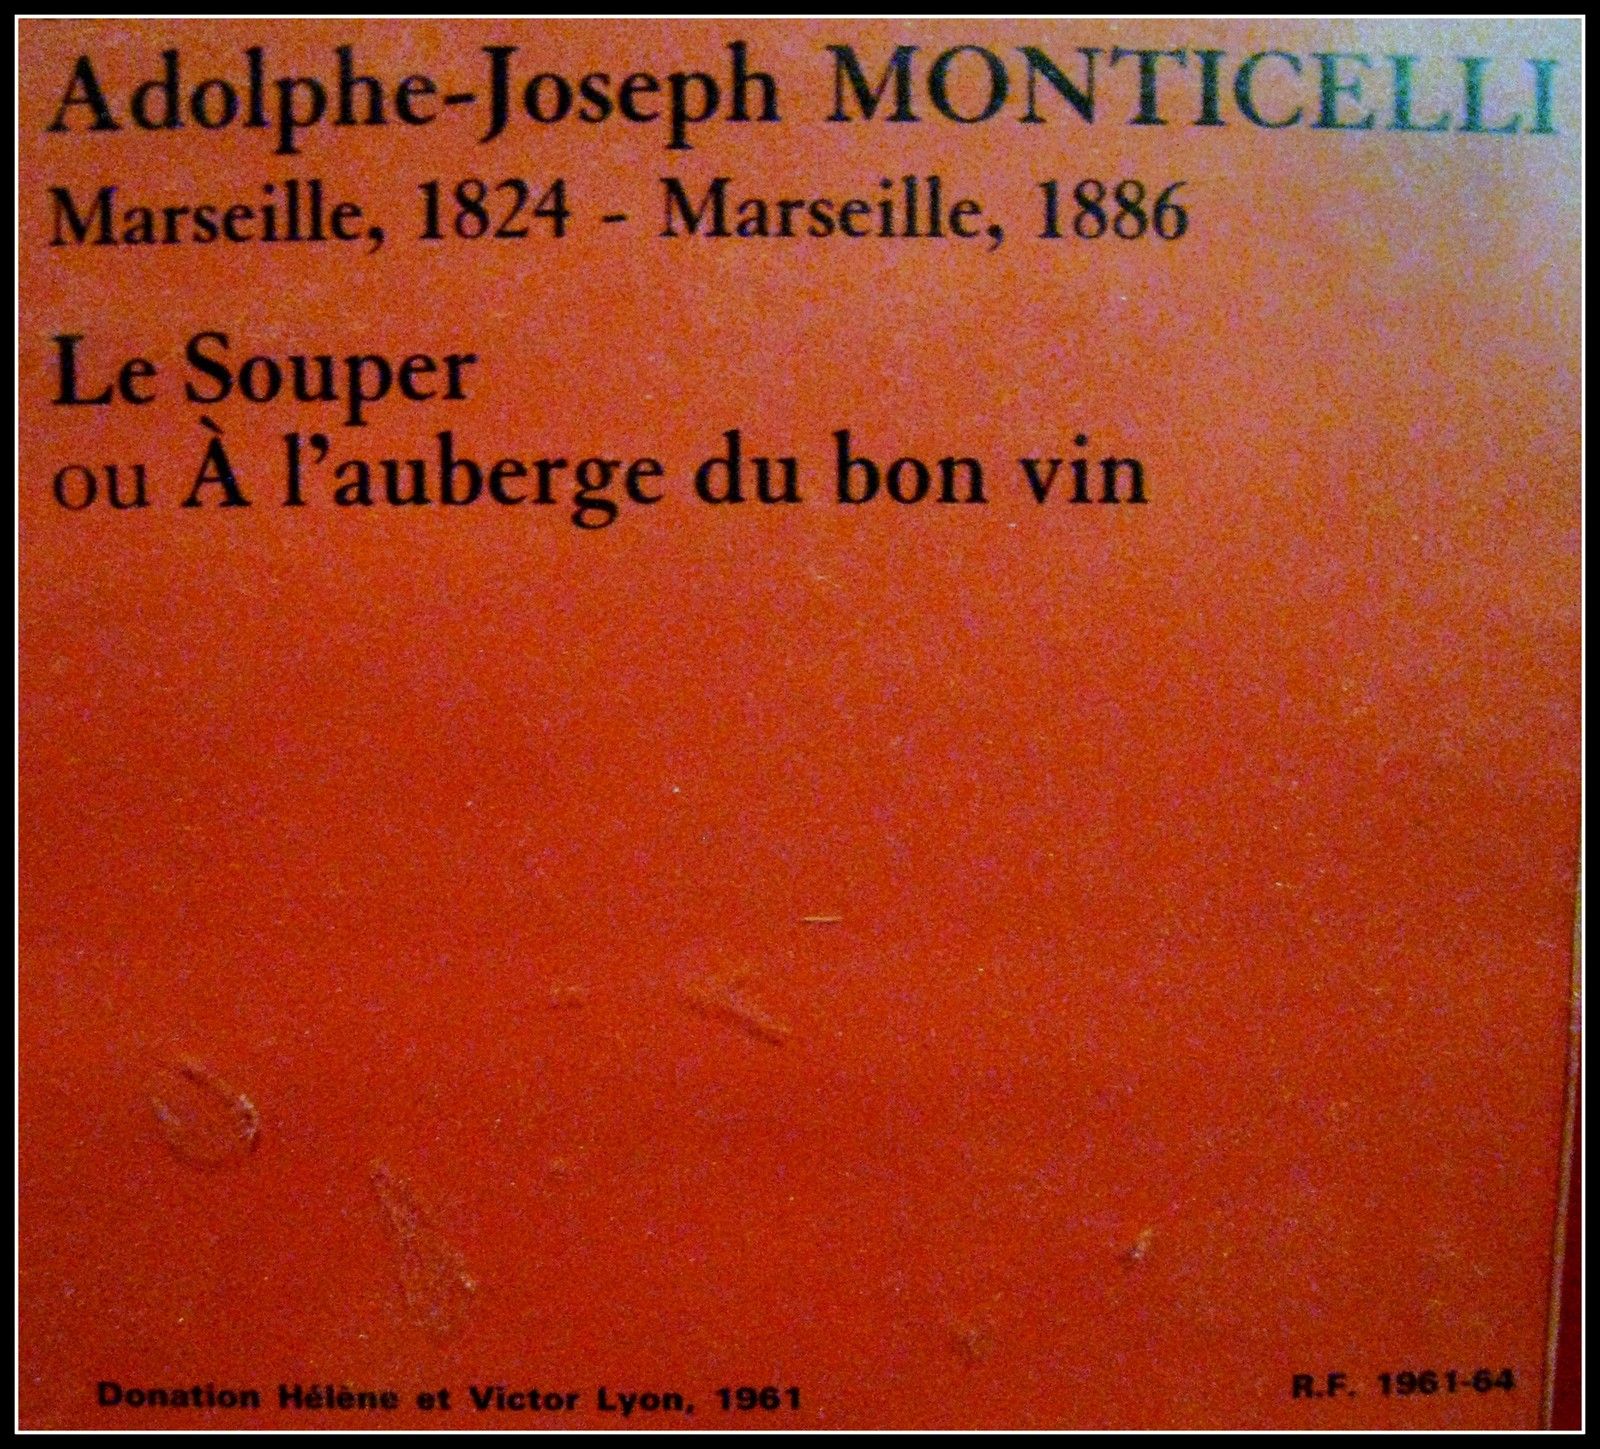 Adolphe-Joseph MONTICELLI
Marseille, 1824 - Marseille, 1886
Le Souper
ou À l'auberge du bon vin
Donation Hélène et Victor Lyon, 1961
R.F. 1961-64